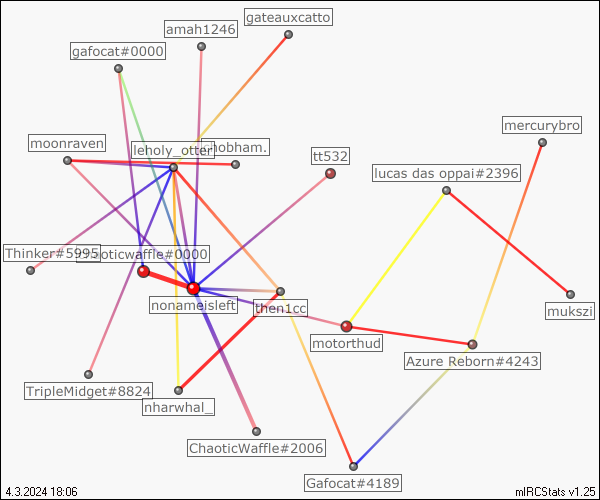 gateauxcatto
amah1246
gafocat#0000
mercurybro
moonraven
leholy_otter
obham.
tt532
lucas das oppai#2396
Thinker#5995
oticwaffle#0000
nonameisleft
then1cc
mukszi
motorthud
Azure Reborn#4243
TripleMidget#8824
nharwhal_
ChaoticWaffle#2006
Gafocat#4189
4.3.2024 18:06
mIRCStats v1.25